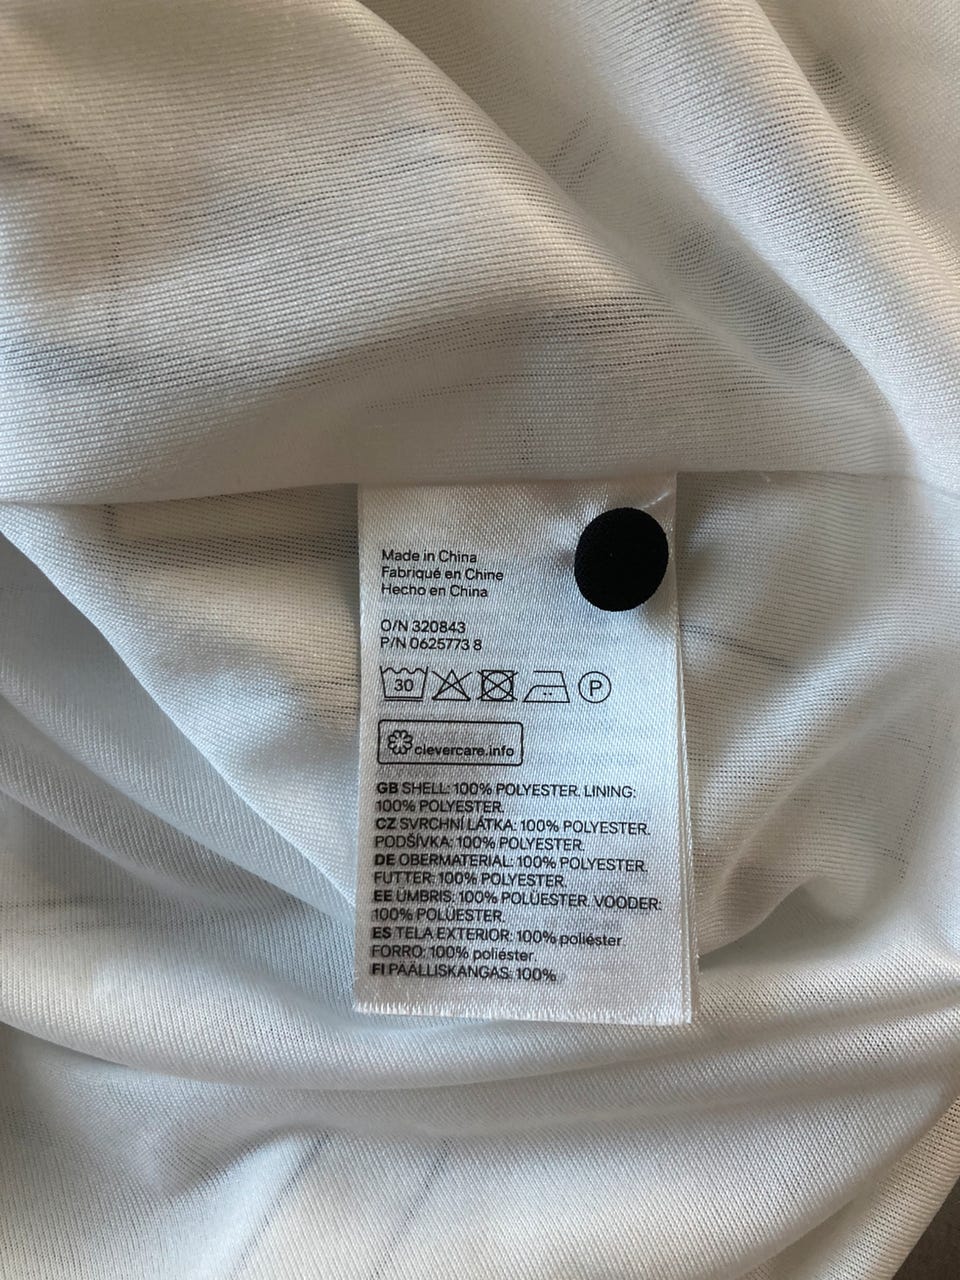 Made in China
Fabriqué en Chine
Hecho en China
O/N 320843
P/N 0625773 8
30 P
clevercare.info
GB SHELL: 100% POLYESTER. LINING:
100% POLYESTER.
CZ SVRCHNÍ LÁTKA: 100% POLYESTER.
PODŠÍVKA: 100% POLYESTER.
DE OBERMATERIAL: 100% POLYESTER.
FUTTER: 100% POLYESTER.
EE ÜMBRIS: 100% POLÜESTER. VOODER:
100% POLÜESTER.
ES TELA EXTERIOR: 100% poliéster
FORRO: 100% poliéster.
FI PÄÄLLISKANGAS: 100%